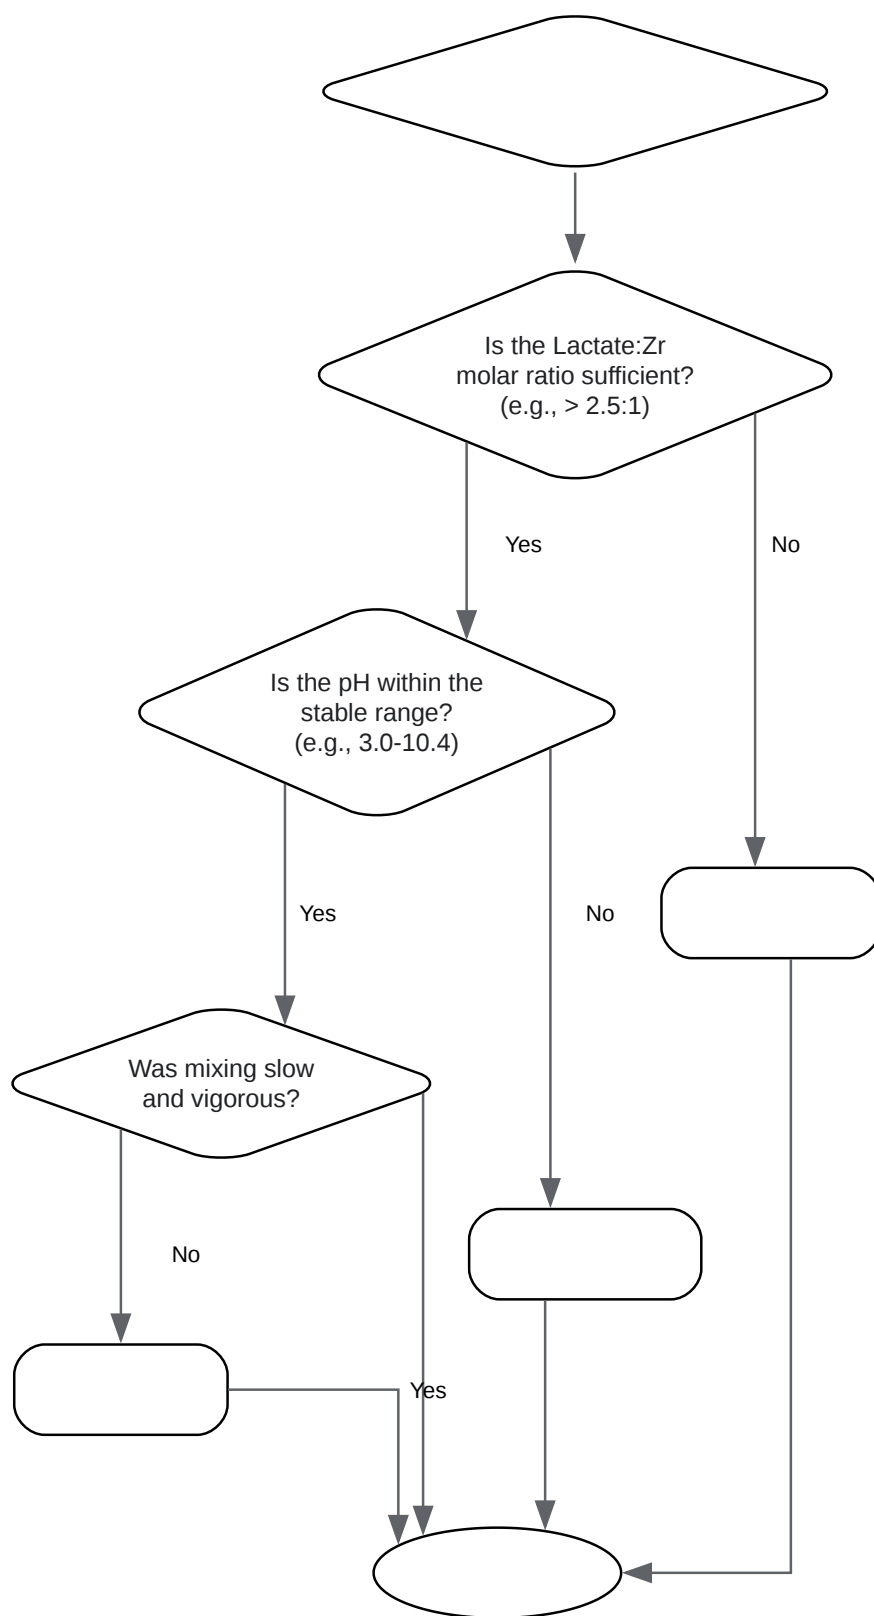 Is the Lactate:Zr
molar ratio sufficient?
(e.g., > 2.5:1)
Yes
No
Is the pH within the
stable range?
(e.g., 3.0-10.4)
Yes
No
Was mixing slow
and vigorous?
No
Yes